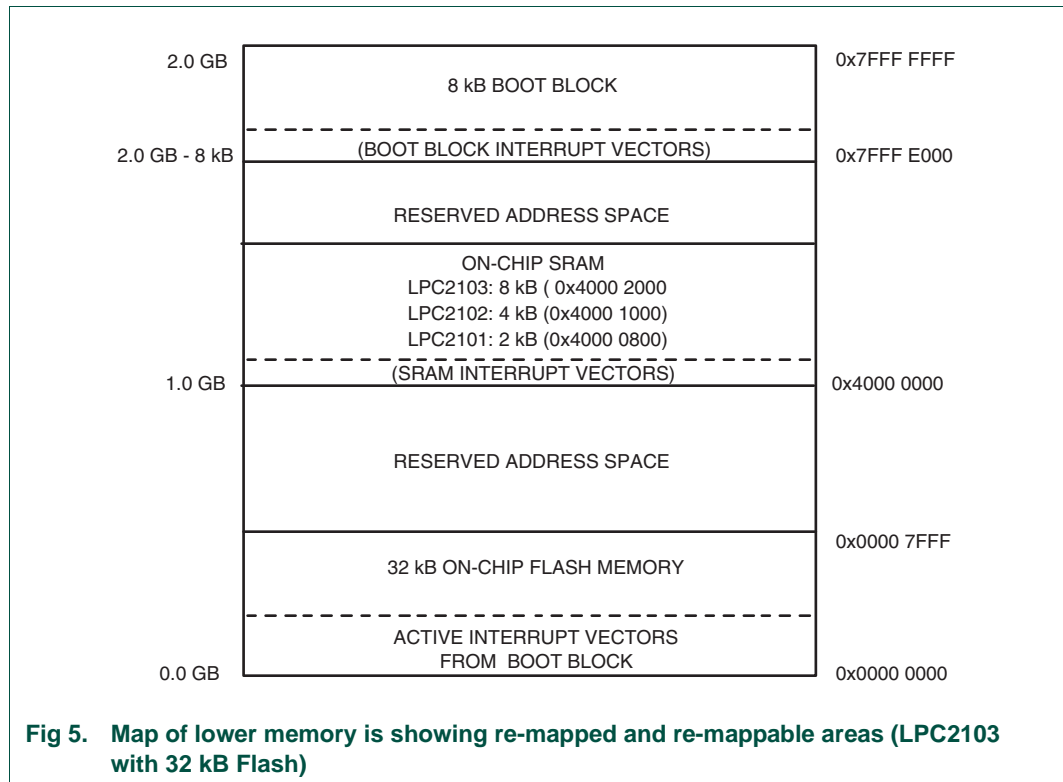 2.0 GB
8 kB BOOT BLOCK
0x7FFF FFFF
2.0 GB - 8 kB
(BOOT BLOCK INTERRUPT VECTORS)
0x7FFF E000
RESERVED ADDRESS SPACE
ON-CHIP SRAM
LPC2103: 8 kB ( 0x4000 2000
LPC2102: 4 kB (0x4000 1000)
LPC2101: 2 kB (0x4000 0800)
(SRAM INTERRUPT VECTORS)
1.0 GB
0x4000 0000
RESERVED ADDRESS SPACE
0x0000 7FFF
32 kB ON-CHIP FLASH MEMORY
ACTIVE INTERRUPT VECTORS
FROM BOOT BLOCK
0.0 GB
0x0000 0000
Fig 5. Map of lower memory is showing re-mapped and re-mappable areas (LPC2103
with 32 kB Flash)